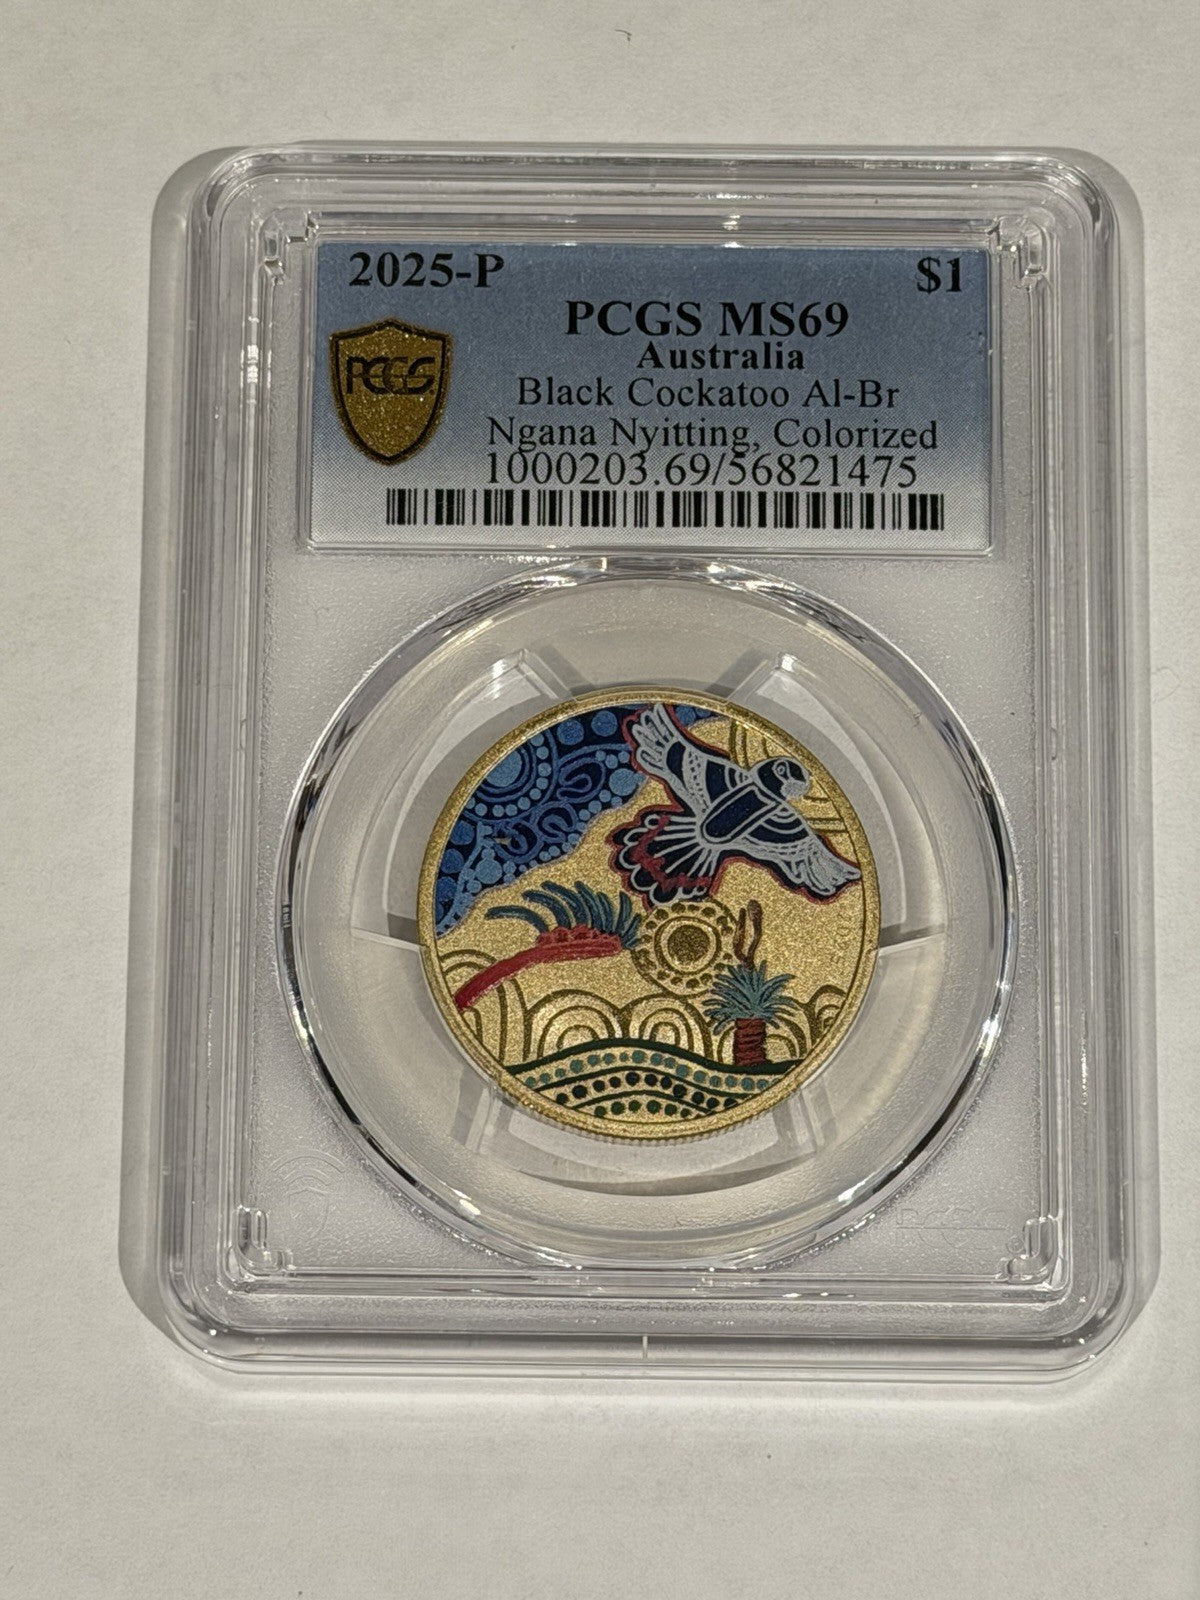 2025-P $1
PCGS MS69
PCGS
Australia
Black Cockatoo Al-Br
Ngana Nyitting, Colorized
1000203.69/56821475